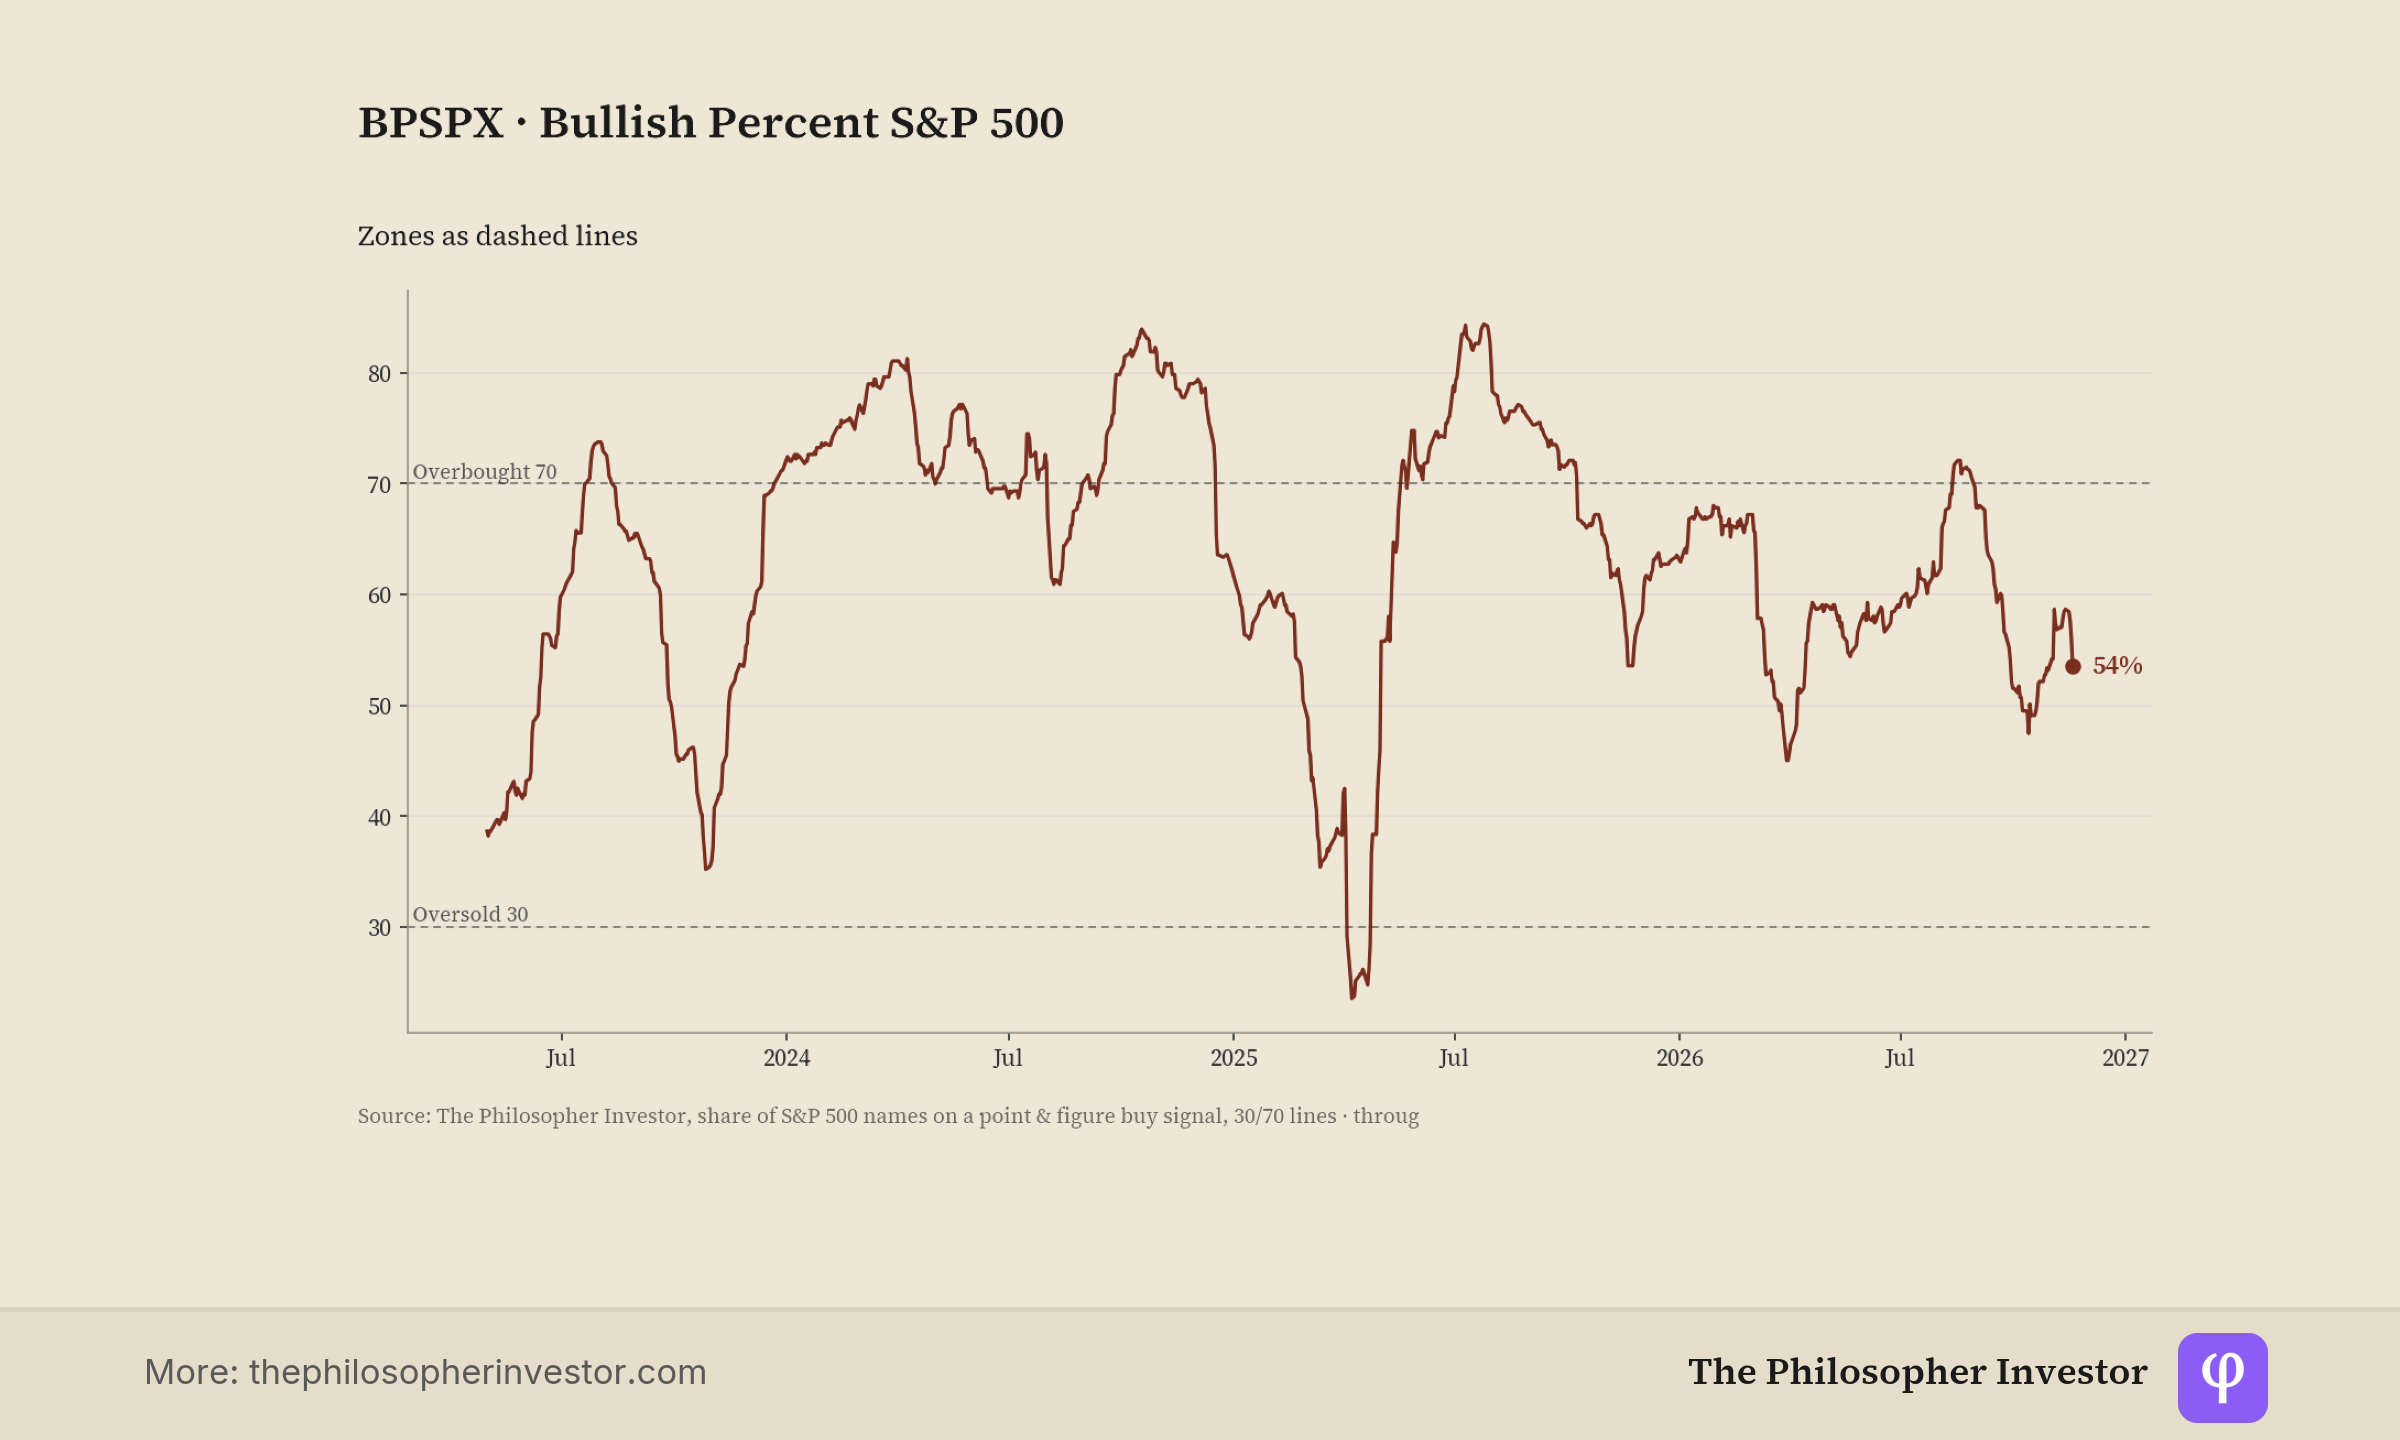 BPSPX · Bullish Percent S&P 500
Zones as dashed lines
80
Overbought 70
70
60
54%
50
40
Oversold 30
30
Jul
2024
Jul
2025
Jul
2026
Jul
2027
Source: The Philosopher Investor, share of S&P 500 names on a point & figure buy signal, 30/70 lines · throug
More: thephilosopherinvestor.com
The Philosopher Investor
φ